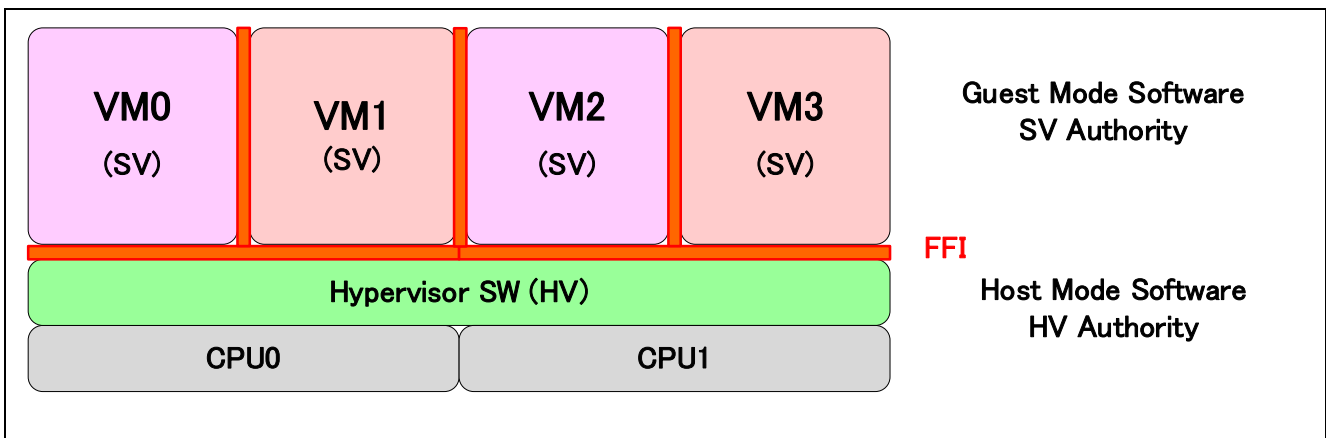 VM0
(SV)
VM1
(SV)
VM2
(SV)
VM3
(SV)
Guest Mode Software
SV Authority
FFI
Hypervisor SW (HV)
Host Mode Software
HV Authority
CPU0
CPU1